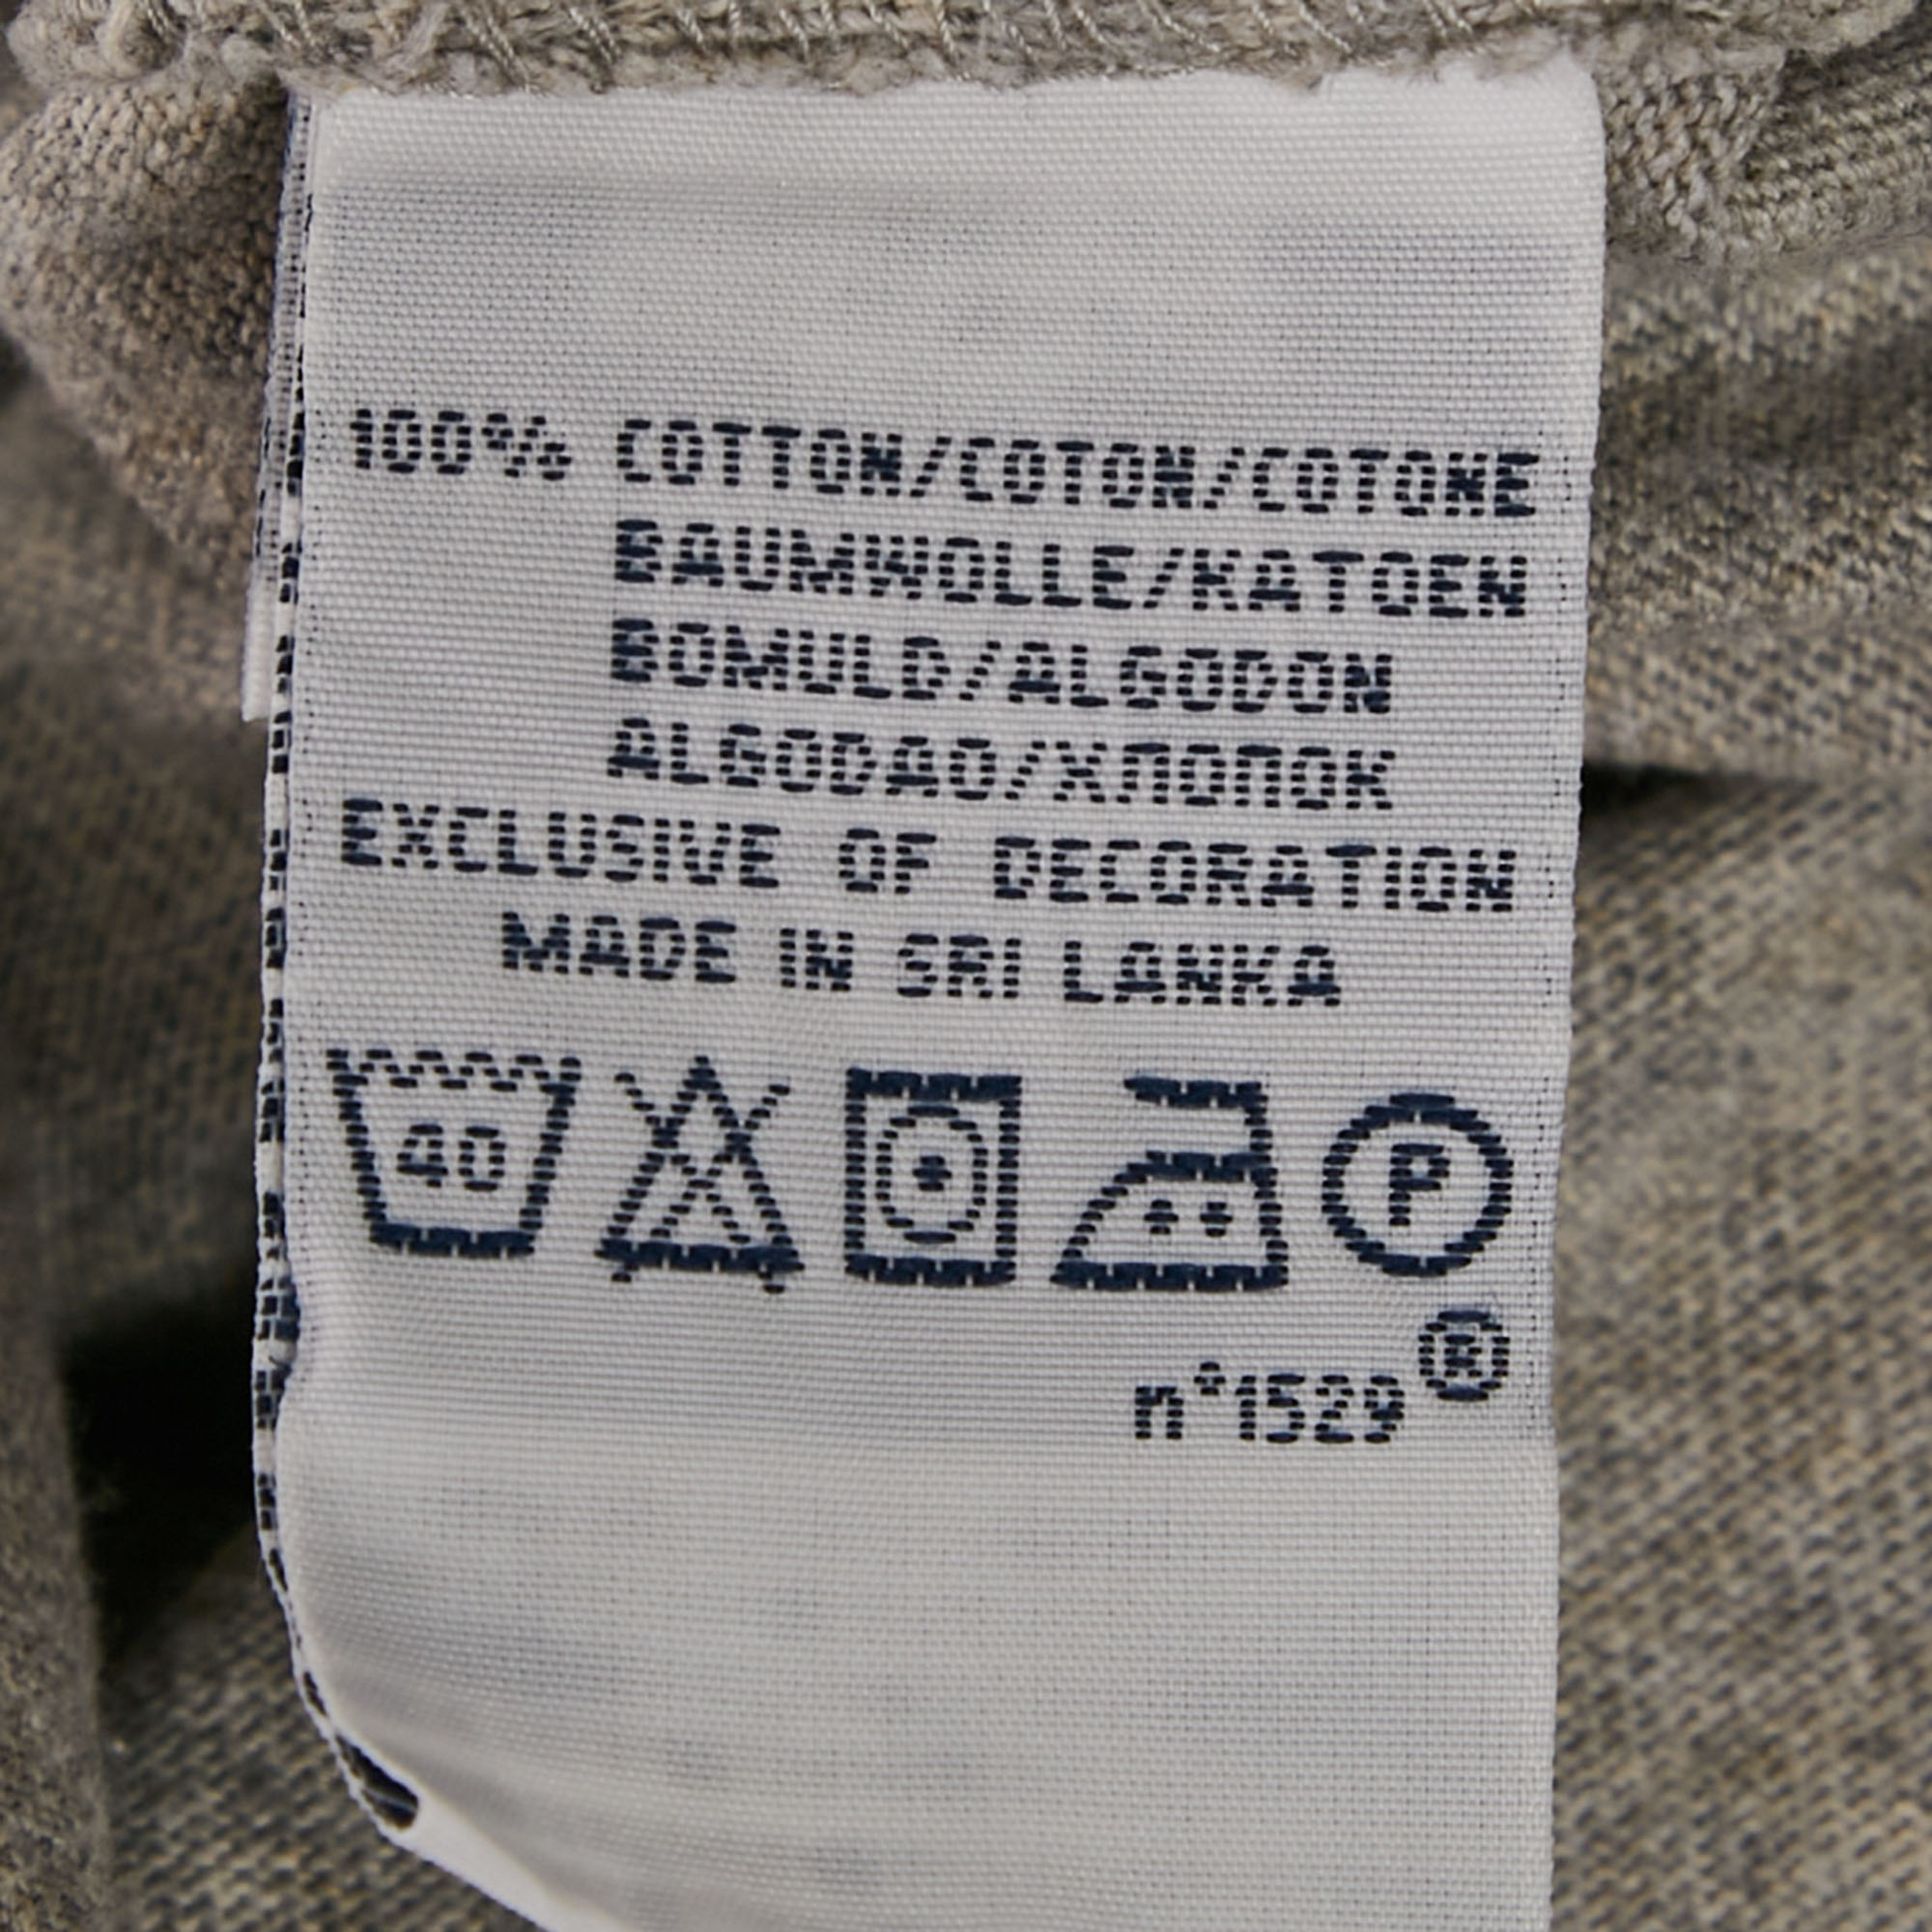 100% COTTON/COTON/COTONE
BAUMWOLLE/KATOEN
BOMULD/ALGODON
ALGODAO/ХЛОПОК
EXCLUSIVE OF DECORATION
MADE IN SRI LANKA
40
P
n°1529®